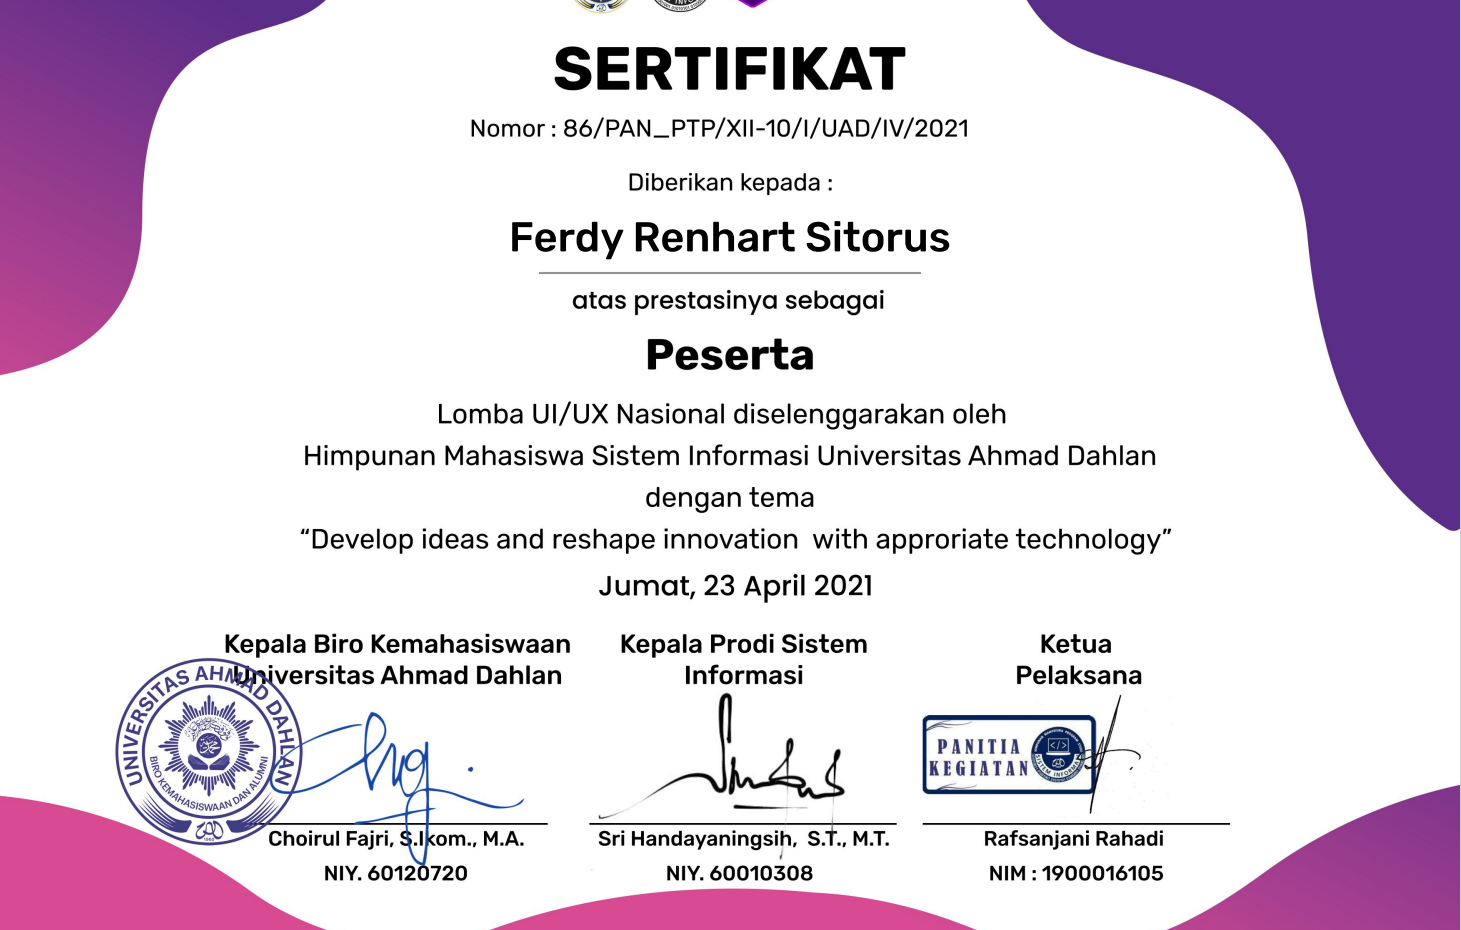 SERTIFIKAT
Nomor : 86/PAN_PTP/XII-10/I/UAD/IV/2021
Diberikan kepada :
Ferdy Renhart Sitorus
atas prestasinya sebagai
Peserta
Lomba UI/UX Nasional diselenggarakan oleh
Himpunan Mahasiswa Sistem Informasi Universitas Ahmad Dahlan
dengan tema
“Develop ideas and reshape innovation  with approriate technology”
Jumat, 23 April 2021
Kepala Biro Kemahasiswaan
Universitas Ahmad Dahlan
UNIVERSITAS AHMAD DAHLAN
BIRO KEMAHASISWAAN DAN ALUMNI
Choirul Fajri, S.Ikom., M.A.
NIY. 60120720
Kepala Prodi Sistem
Informasi
Sri Handayaningsih,  S.T., M.T.
NIY. 60010308
Ketua
Pelaksana
PANITIA
KEGIATAN
Rafsanjani Rahadi
NIM : 1900016105